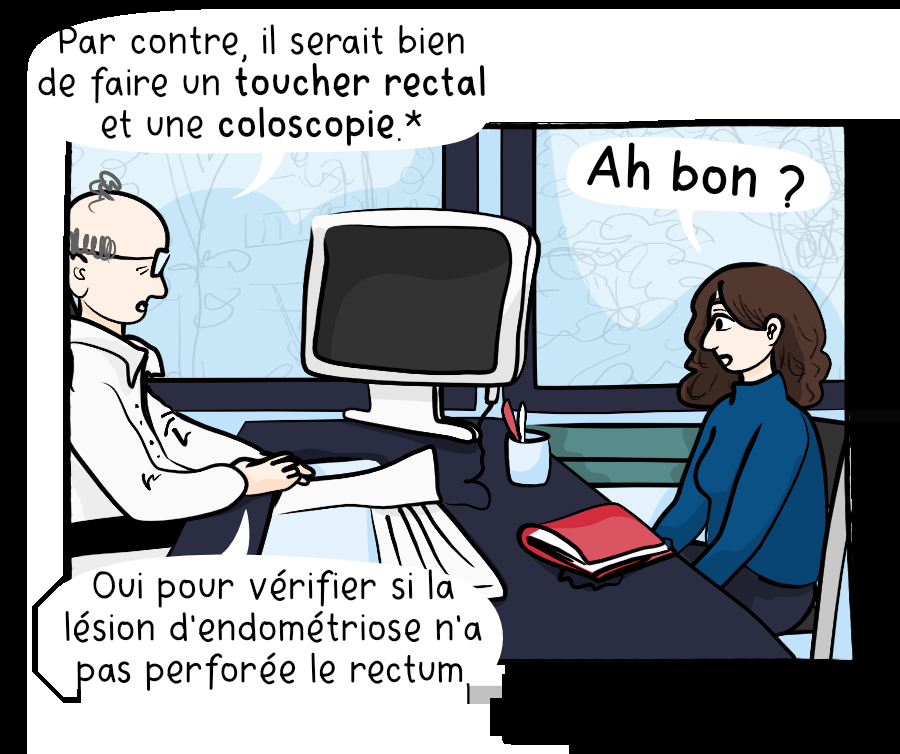 Par contre, il serait bien
de faire un toucher rectal
et une coloscopie.*
Ah bon ?
Oui pour vérifier si la
lésion d'endométriose n'a
pas perforée le rectum.